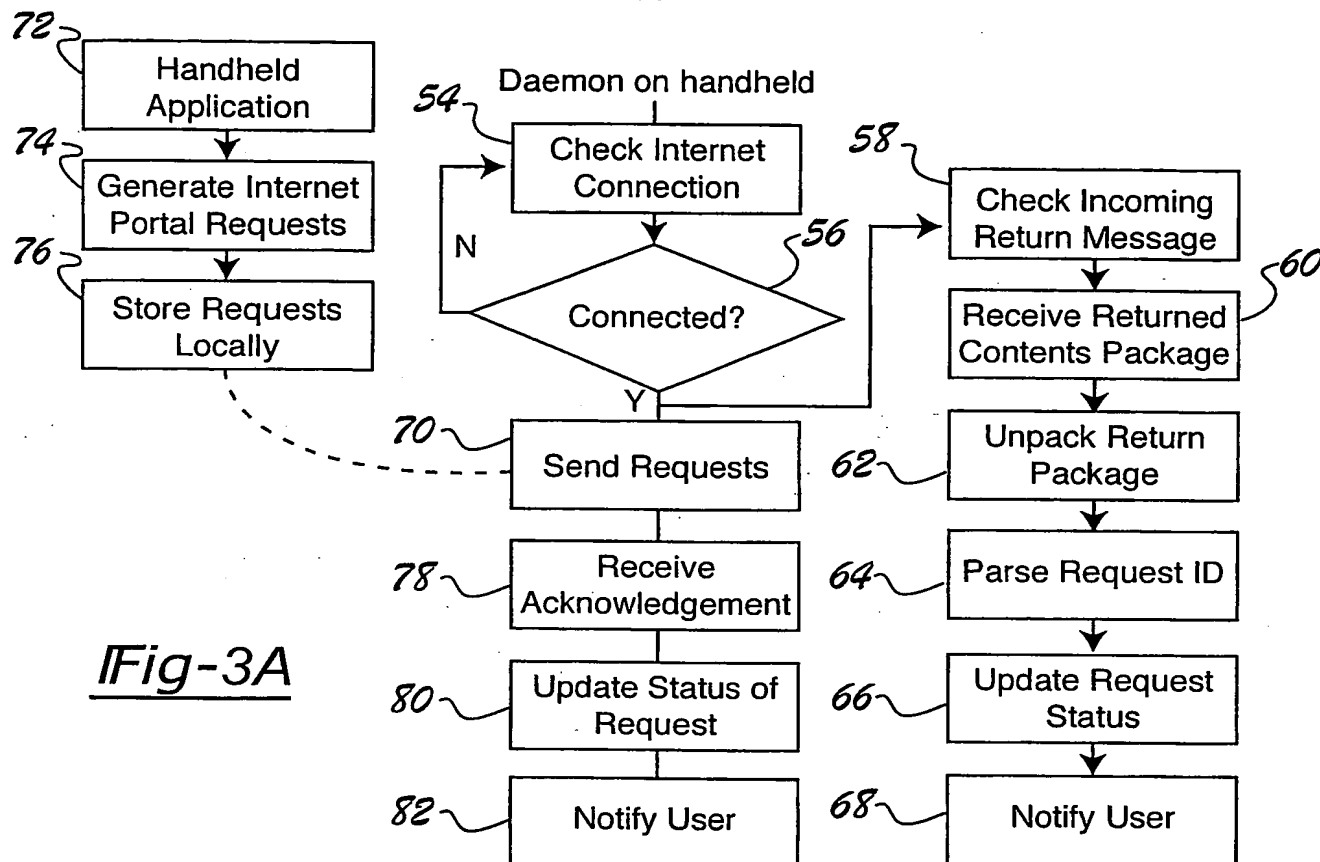 72
Handheld
Application
74
Generate Internet
Portal Requests
76
Store Requests
Locally
Daemon on handheld
54
Check Internet
Connection
N
56
Connected?
Y
70
Send Requests
78
Receive
Acknowledgement
80
Update Status of
Request
82
Notify User
58
Check Incoming
Return Message
60
Receive Returned
Contents Package
62
Unpack Return
Package
64
Parse Request ID
66
Update Request
Status
68
Notify User
Fig-3A